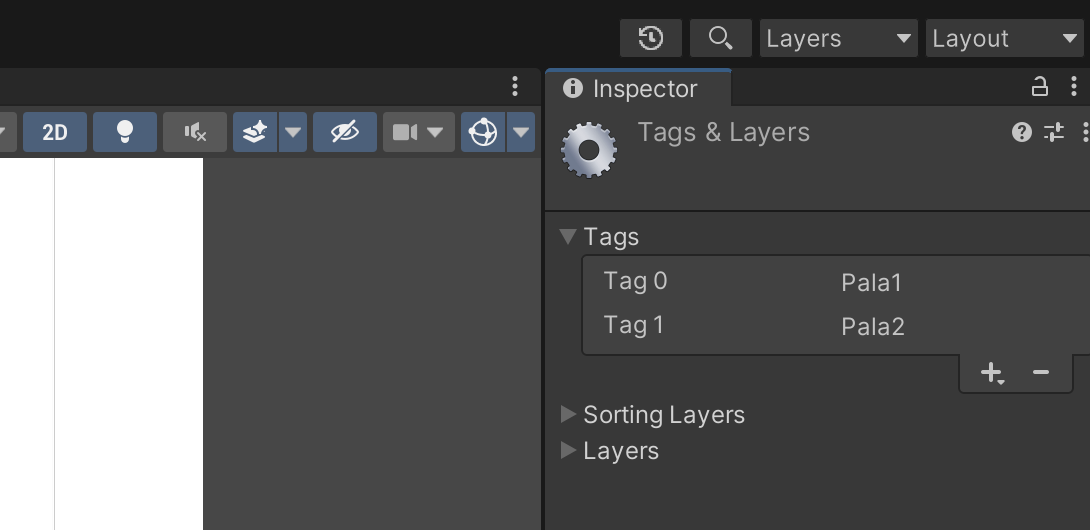 Layers Layout
Inspector
2D
Tags & Layers
Tags
Tag 0 Pala1
Tag 1 Pala2
Sorting Layers
Layers